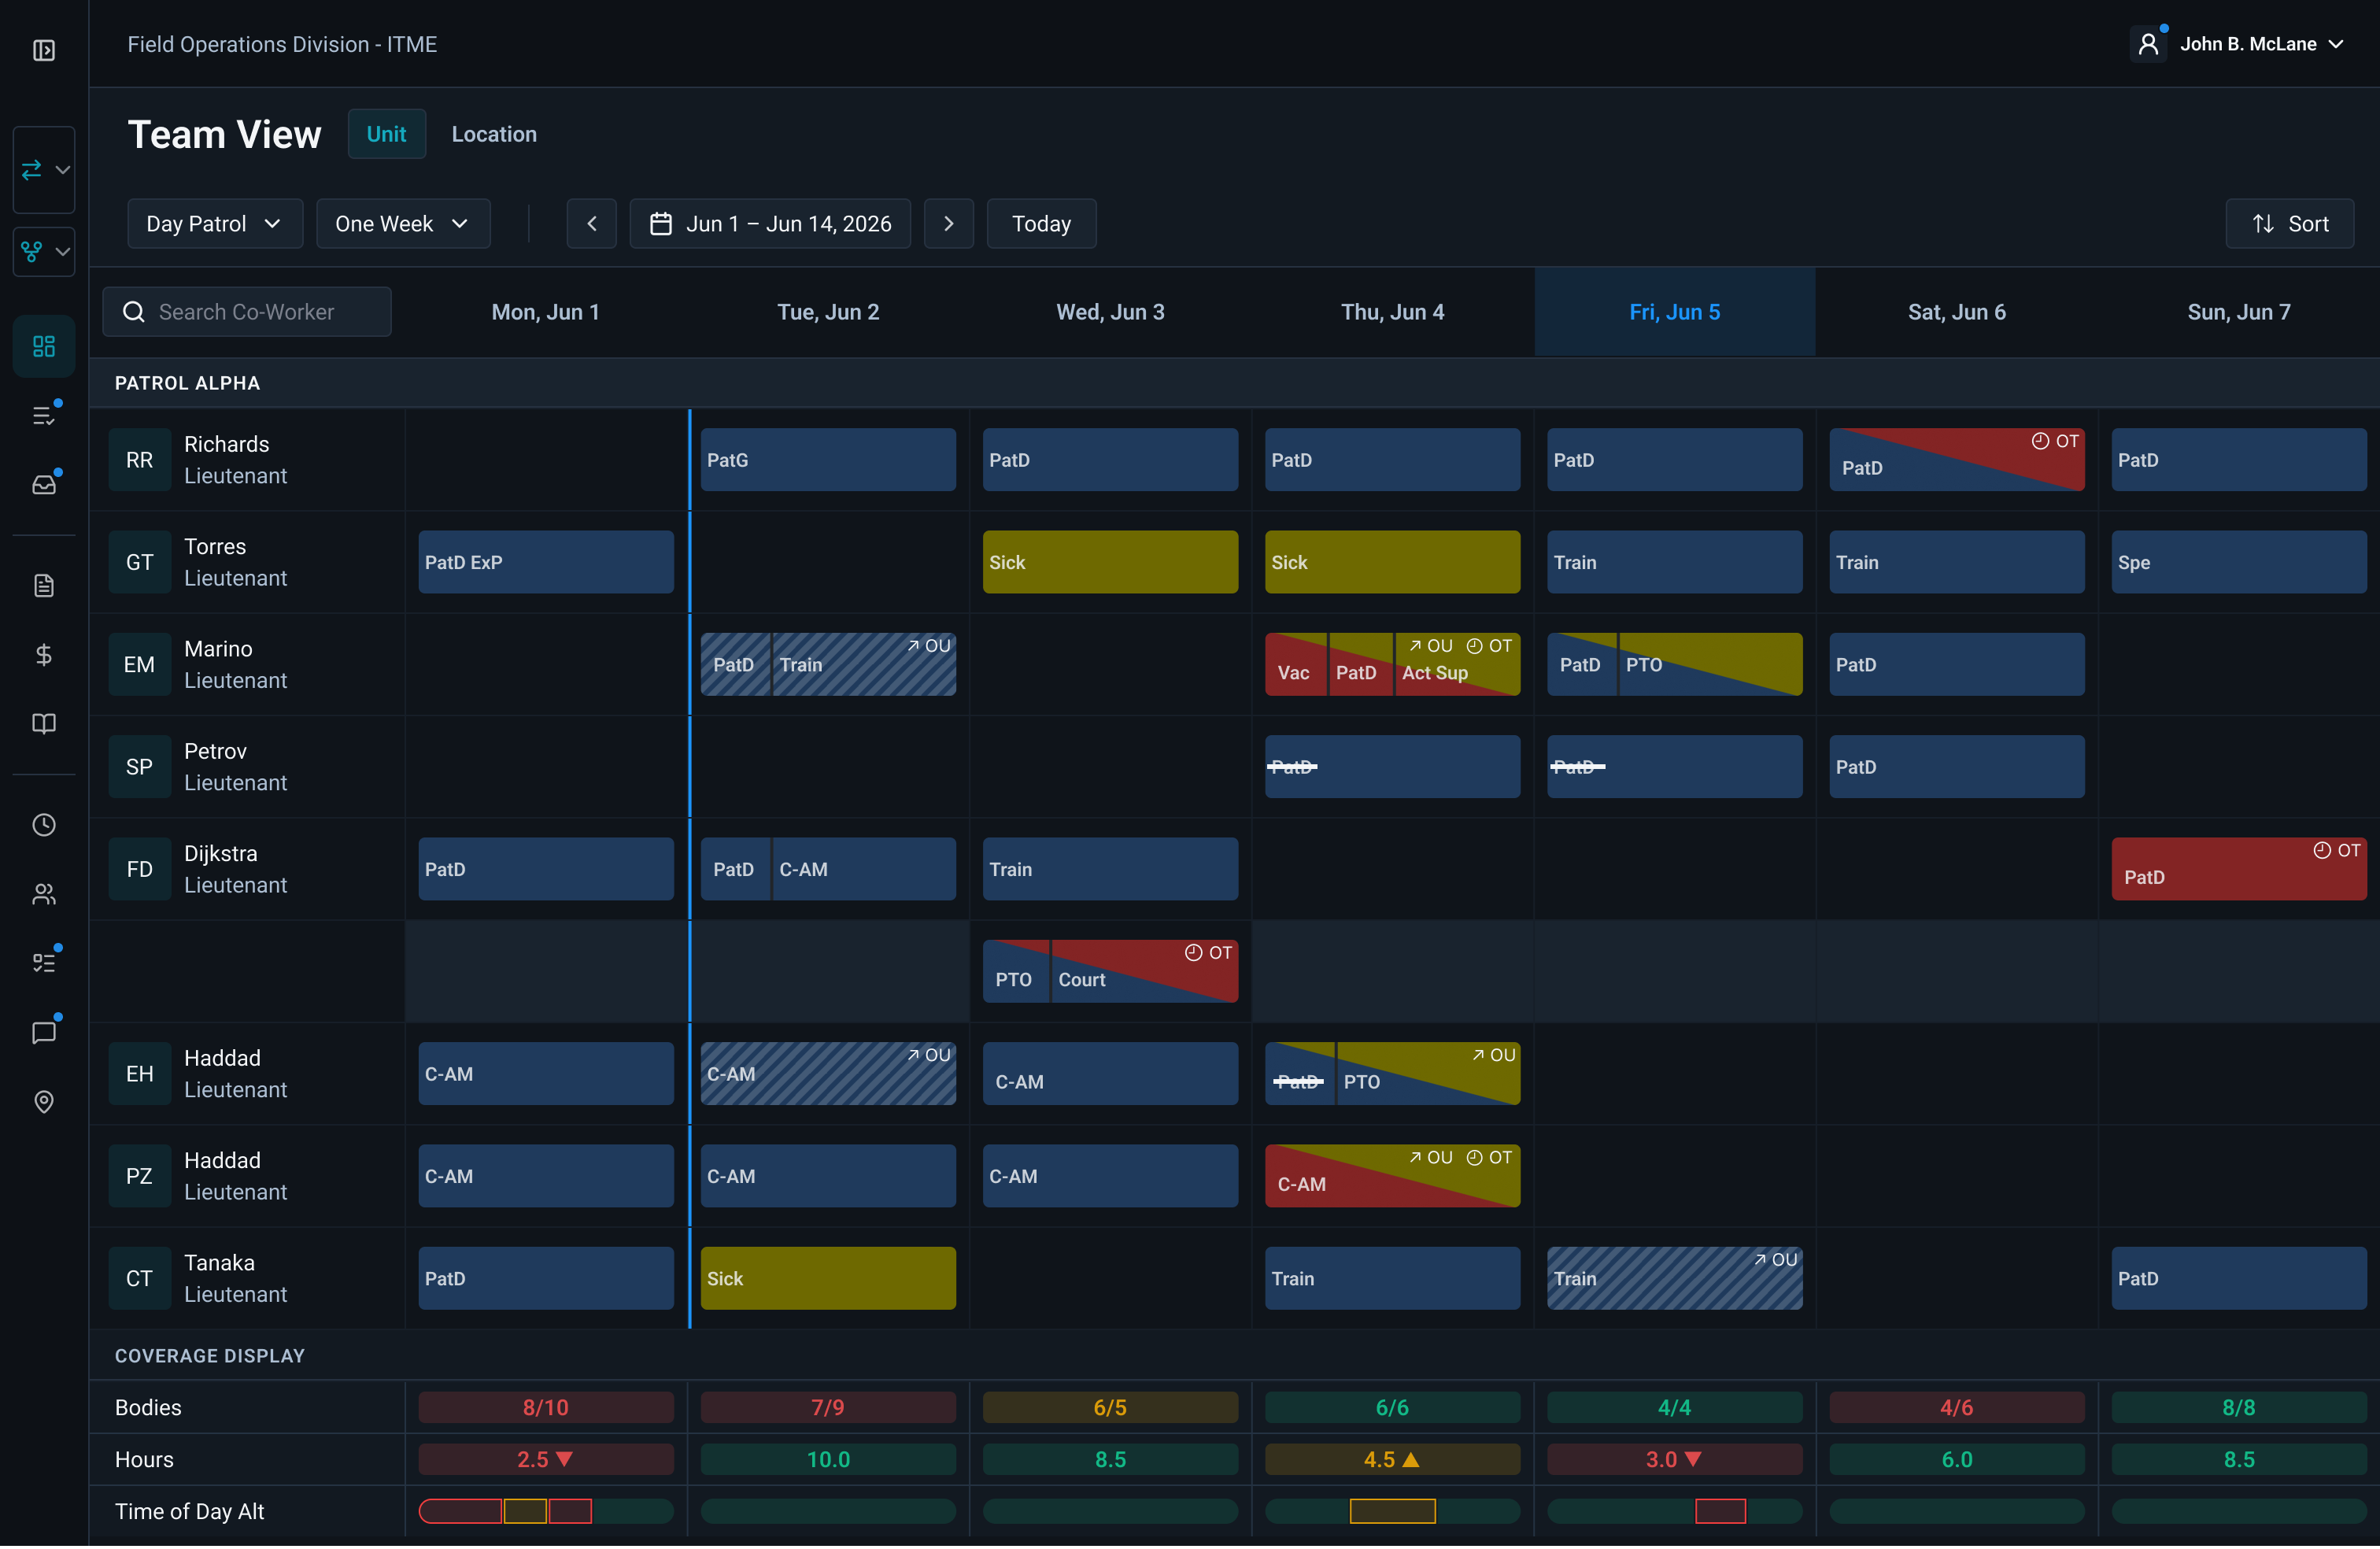 Field Operations Division - ITME
John B. McLane
Team View
Unit
Location
Day Patrol
One Week
Jun 1 – Jun 14, 2026
Today
Sort
Search Co-Worker
Mon, Jun 1
Tue, Jun 2
Wed, Jun 3
Thu, Jun 4
Fri, Jun 5
Sat, Jun 6
Sun, Jun 7
PATROL ALPHA
RR
Richards
Lieutenant
PatG
PatD
PatD
PatD
OT
PatD
PatD
GT
Torres
Lieutenant
PatD ExP
Sick
Sick
Train
Train
Spe
EM
Marino
Lieutenant
OU
PatD
Train
OU
OT
Vac
PatD
Act Sup
PatD
PTO
PatD
SP
Petrov
Lieutenant
PatD
PatD
PatD
FD
Dijkstra
Lieutenant
PatD
PatD
C-AM
Train
OT
PatD
OT
PTO
Court
EH
Haddad
Lieutenant
C-AM
OU
C-AM
C-AM
OU
PatD
PTO
PZ
Haddad
Lieutenant
C-AM
C-AM
C-AM
OU
OT
C-AM
CT
Tanaka
Lieutenant
PatD
Sick
Train
OU
Train
PatD
COVERAGE DISPLAY
Bodies
8/10
7/9
6/5
6/6
4/4
4/6
8/8
Hours
2.5
10.0
8.5
4.5
3.0
6.0
8.5
Time of Day Alt